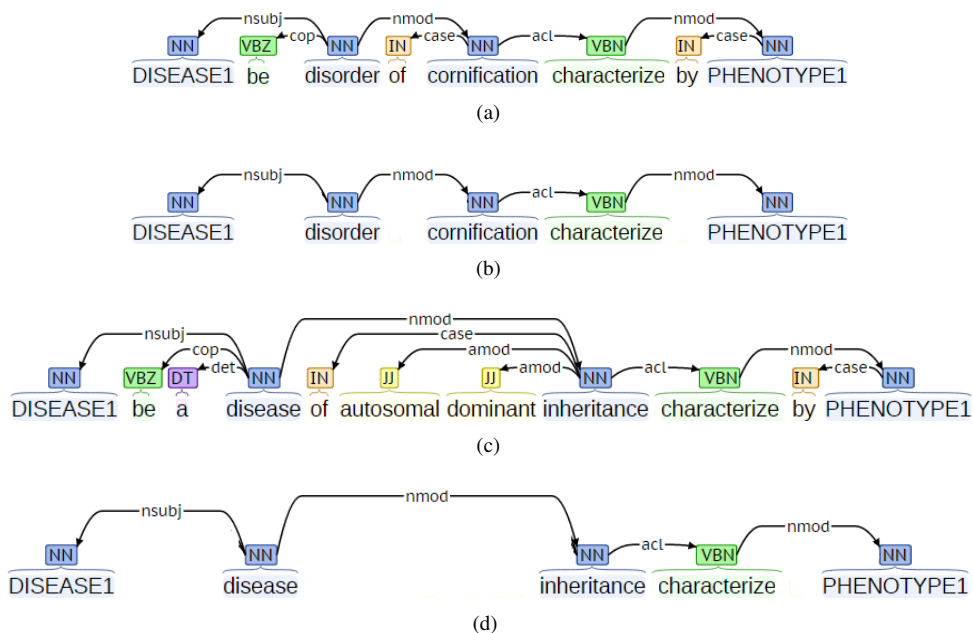 nsubj cop nmod case acl nmod case
NN VBZ NN IN NN VBN IN NN
DISEASE1 be disorder of cornification characterize by PHENOTYPE1
(a)
nsubj nmod acl nmod
NN NN NN VBN NN
DISEASE1 disorder cornification characterize PHENOTYPE1
(b)
nmod
nsubj case
cop amod nmod
det amod acl case
NN VBZ DT NN IN JJ JJ NN VBN IN NN
DISEASE1 be a disease of autosomal dominant inheritance characterize by PHENOTYPE1
(c)
nmod
nsubj nmod
acl
NN NN NN VBN NN
DISEASE1 disease inheritance characterize PHENOTYPE1
(d)